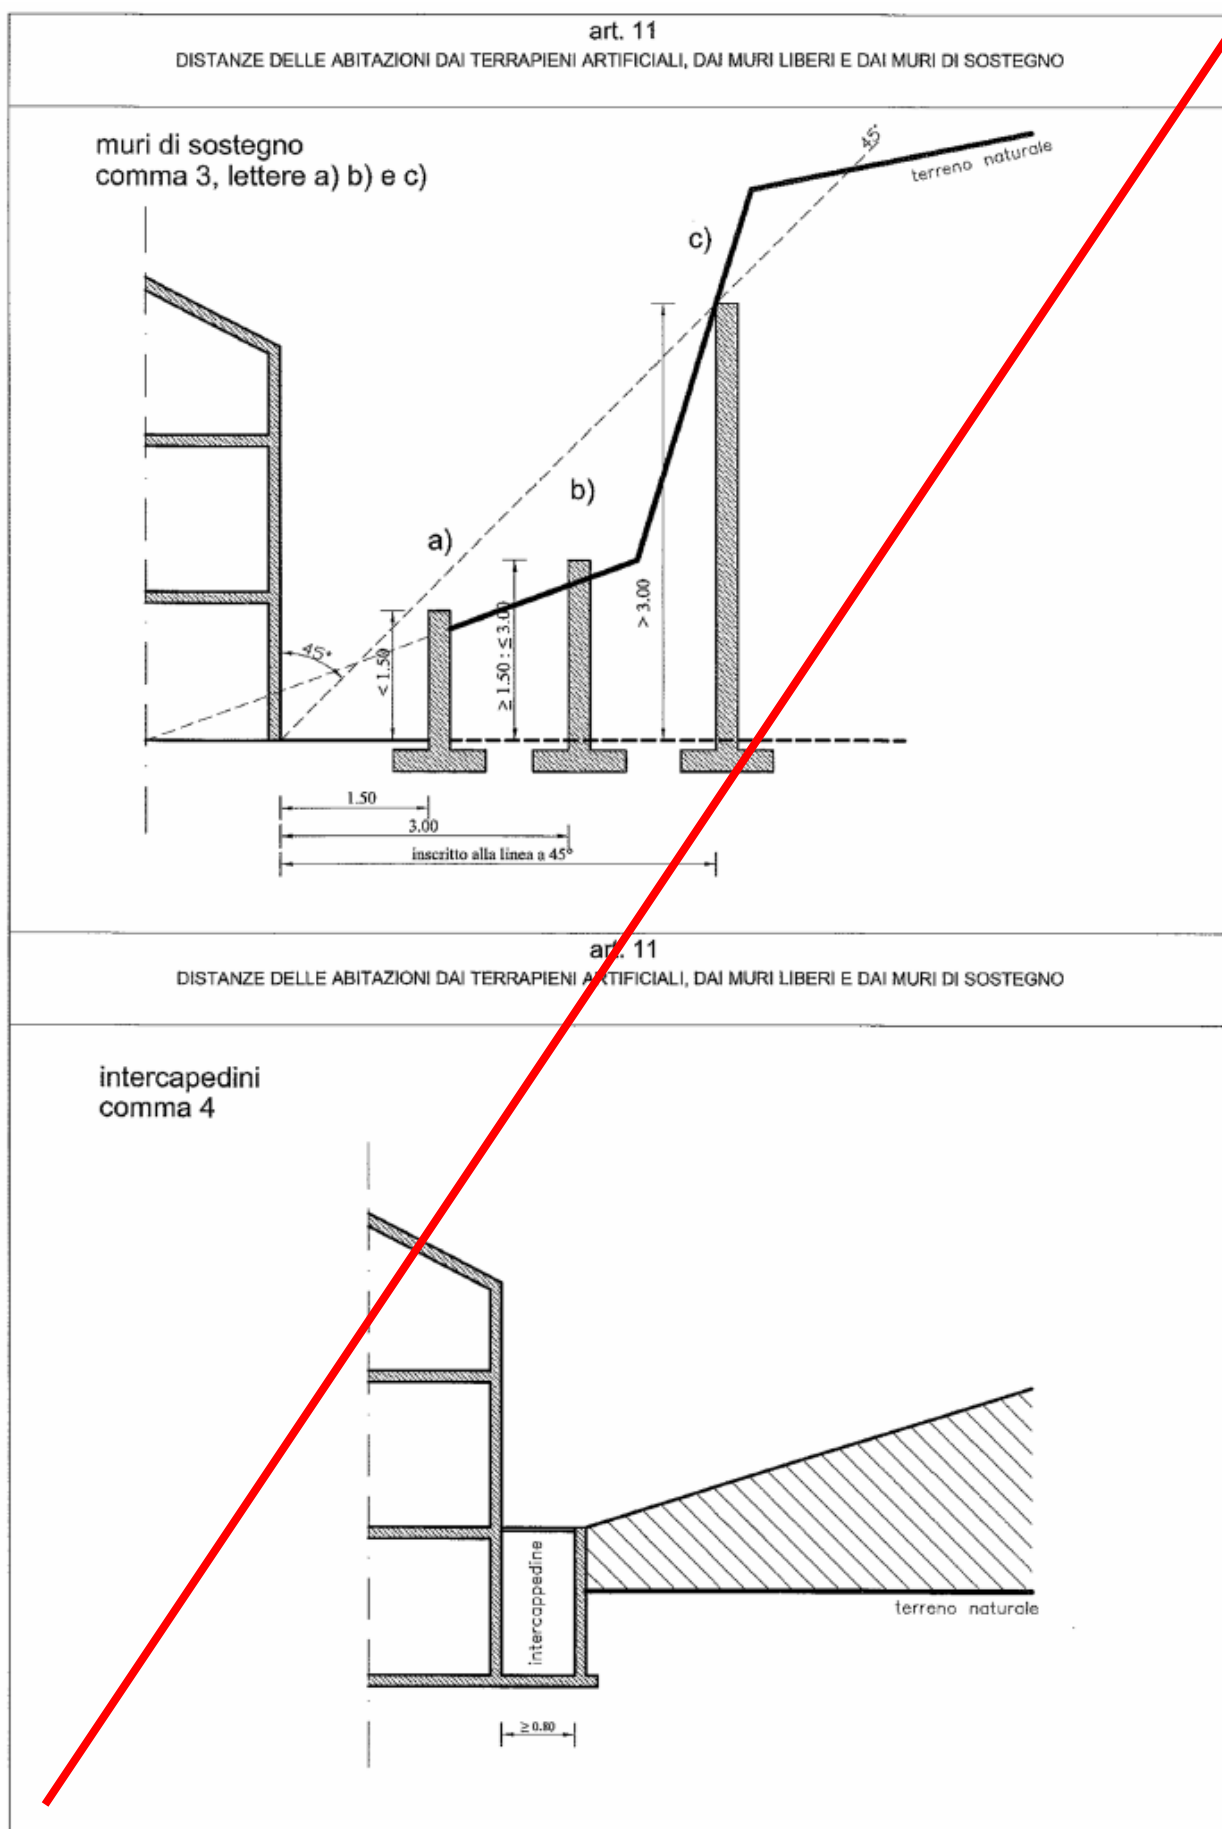 art. 11
DISTANZE DELLE ABITAZIONI DAI TERRAPIENI ARTIFICIALI, DAI MURI LIBERI E DAI MURI DI SOSTEGNO
muri di sostegno
comma 3, lettere a) b) e c)
45°
terreno naturale
c)
b)
a)
45°
< 1.50
≥ 1.50 : ≤ 3.00
> 3.00
1.50
3.00
inscritto alla linea a 45°
art. 11
DISTANZE DELLE ABITAZIONI DAI TERRAPIENI ARTIFICIALI, DAI MURI LIBERI E DAI MURI DI SOSTEGNO
intercapedini
comma 4
intercappedine
terreno naturale
≥ 0.80